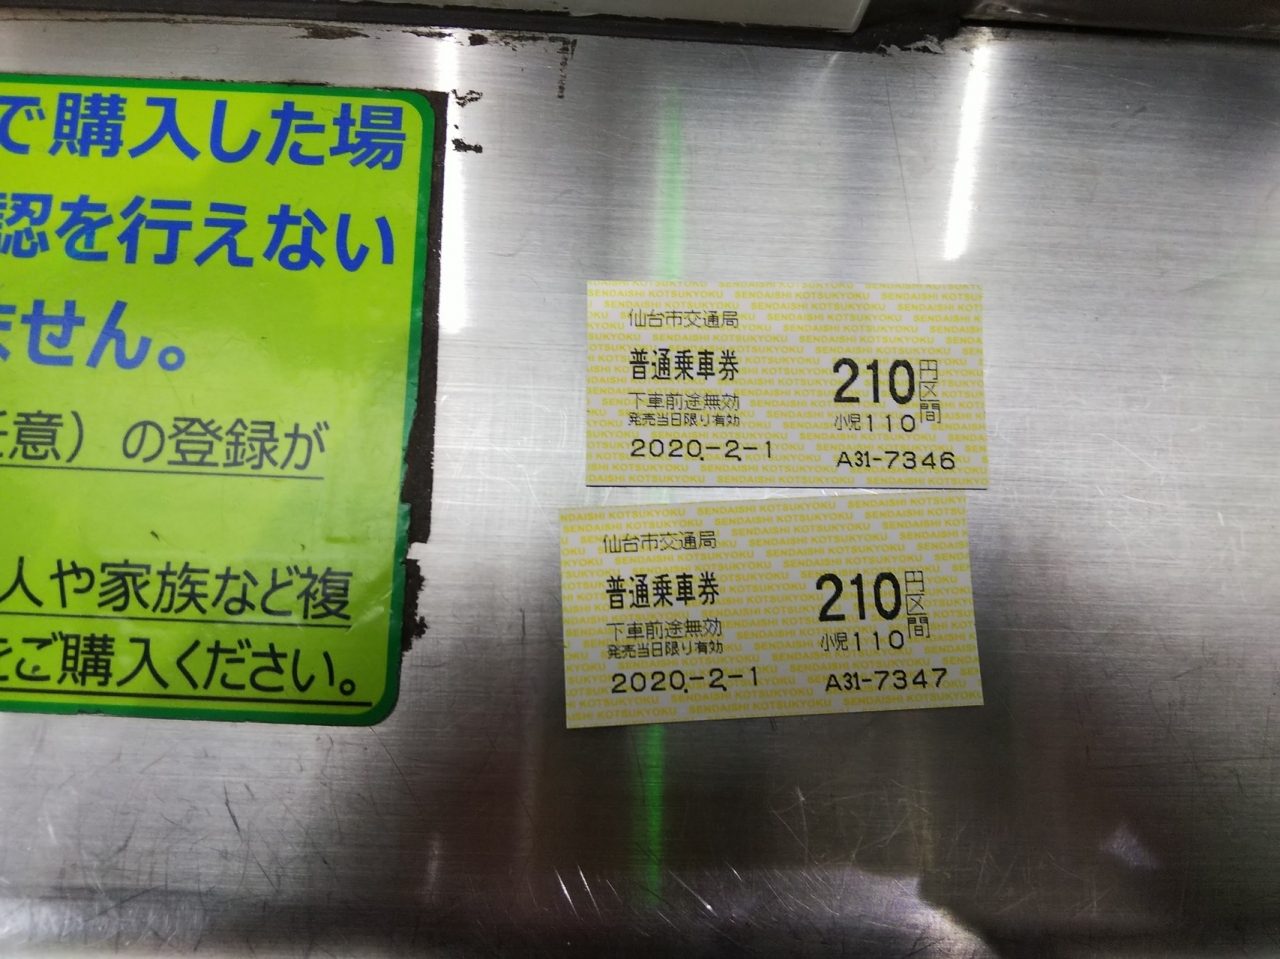 で購入した場
認を行えない
ません。
意）の登録が
人や家族など複
をご購入ください。
仙台市交通局
普通乗車券
210円区間
下車前途無効
発売当日限り有効
小児110
2020.-2.-1
A31-7346
仙台市交通局
普通乗車券
210円区間
下車前途無効
発売当日限り有効
小児110
2020.-2.-1
A31-7347
SENDAISHI KOTSUKYOKU